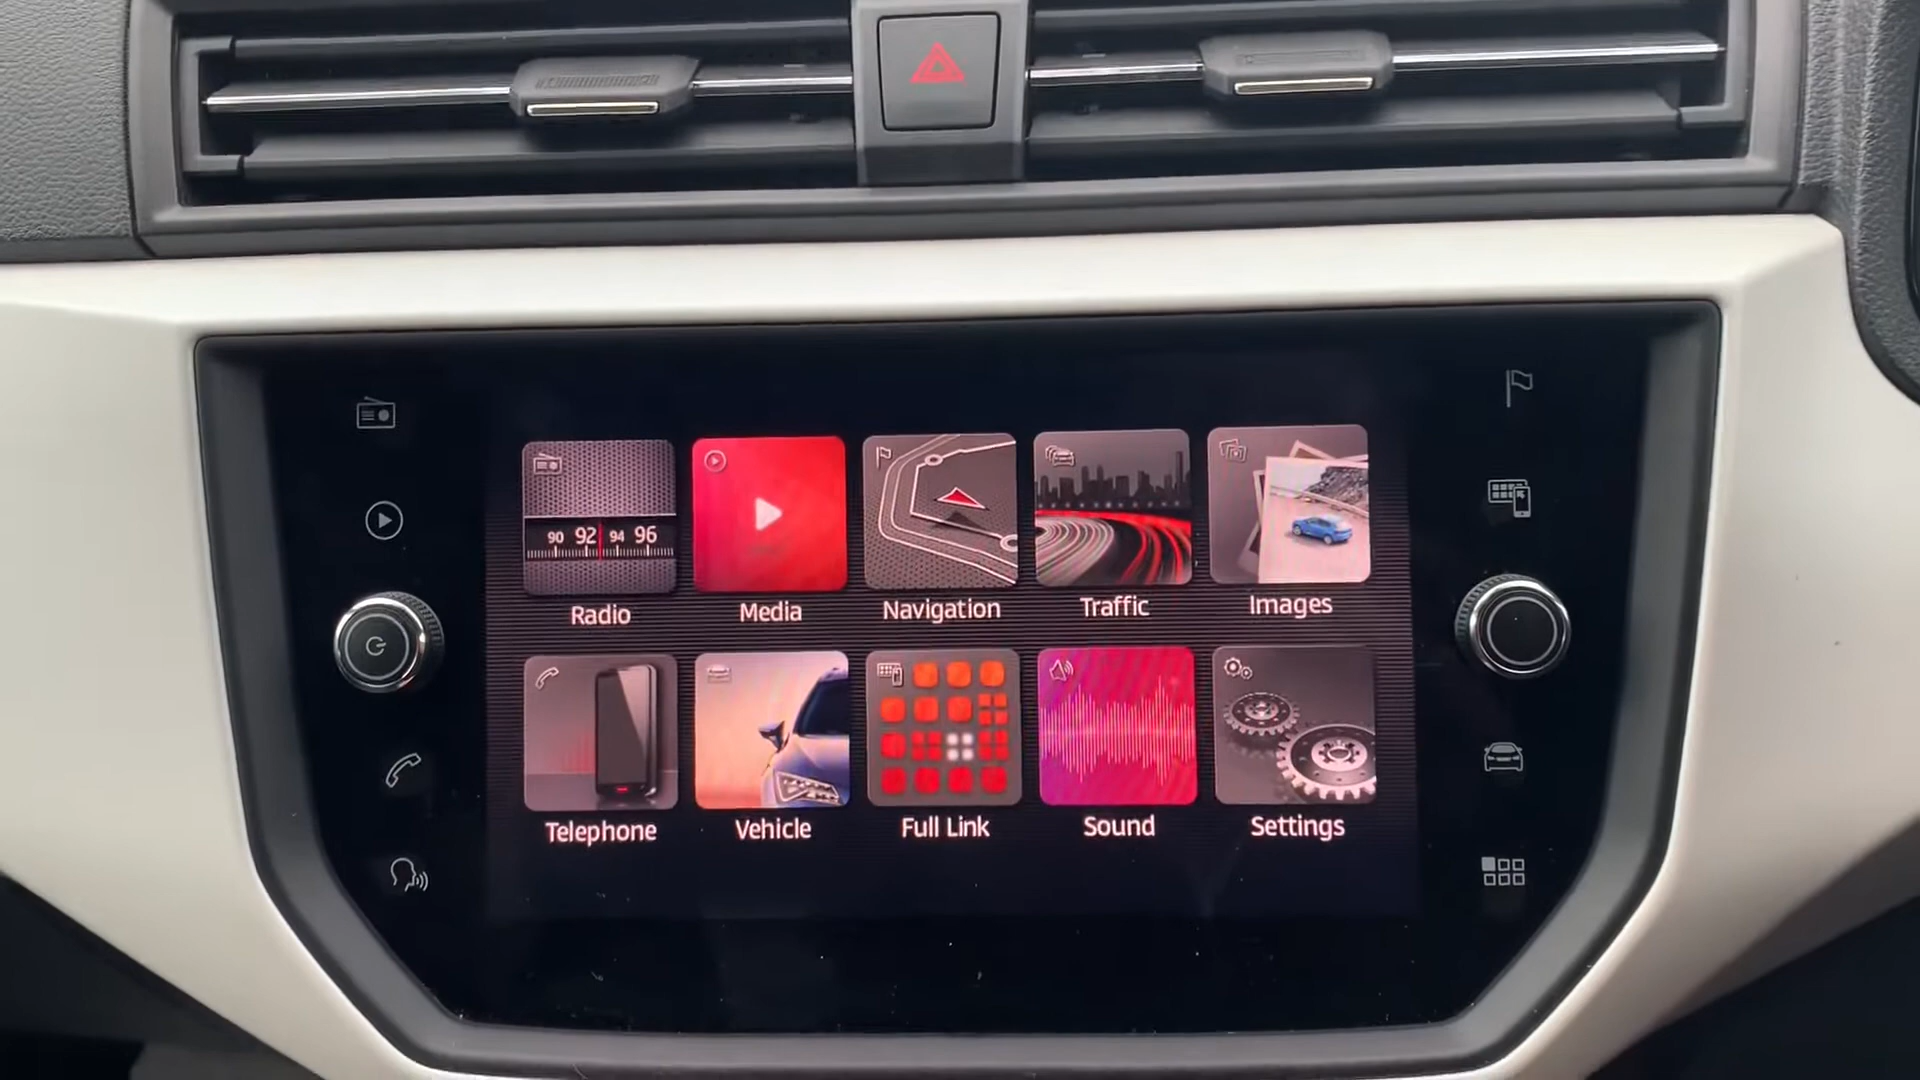 90 92 94 96
Radio
Media
Navigation
Traffic
Images
Telephone
Vehicle
Full Link
Sound
Settings